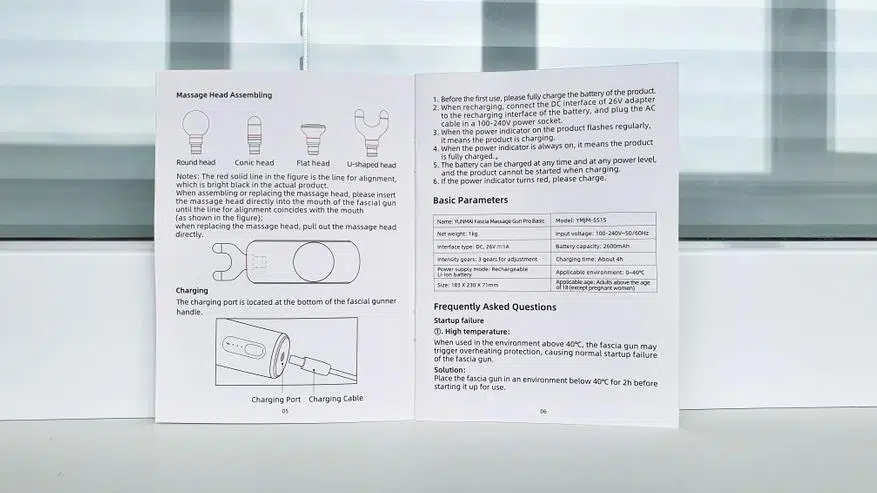 Massage Head Assembling
Round head
Conic head
Flat head
U-shaped head
Notes: The red solid line in the figure is the line for alignment,
which is bright black in the actual product.
When assembling or replacing the massage head, please insert
the massage head directly into the mouth of the fascial gun
until the line for alignment coincides with the mouth
(as shown in the figure);
when replacing the massage head, pull out the massage head
directly.
Charging
The charging port is located at the bottom of the fascial gunner
handle.
Charging Port
Charging Cable
05
1. Before the first use, please fully charge the battery of the product.
2. When recharging, connect the DC interface of 26V adapter
to the recharging interface of the battery, and plug the AC
cable in a 100-240V power socket.
3. When the power indicator on the product flashes regularly,
it means the product is charging.
4. When the power indicator is always on, it means the product
is fully charged.,
5. The battery can be charged at any time and at any power level,
and the product cannot be started when charging.
6. If the power indicator turns red, please charge.
Basic Parameters
Name: YUNMAI Fascia Massage Gun Pro Basic
Model: YMJM-551S
Net weight: 1kg
Input voltage: 100-240V~50/60Hz
Interface type: DC, 26V⎓1A
Battery capacity: 2600mAh
Intensity gears: 3 gears for adjustment
Charging time: About 4h
Power supply mode: Rechargeable
Li-ion battery
Applicable environment: 0~40℃
Size: 183 X 230 X 71mm
Applicable age: Adults above the age
of 18 (except pregnant women)
Frequently Asked Questions
Startup failure
①. High temperature:
When used in the environment above 40℃, the fascia gun may
trigger overheating protection, causing normal startup failure
of the fascia gun.
Solution:
Place the fascia gun in an environment below 40℃ for 2h before
starting it up for use.
06